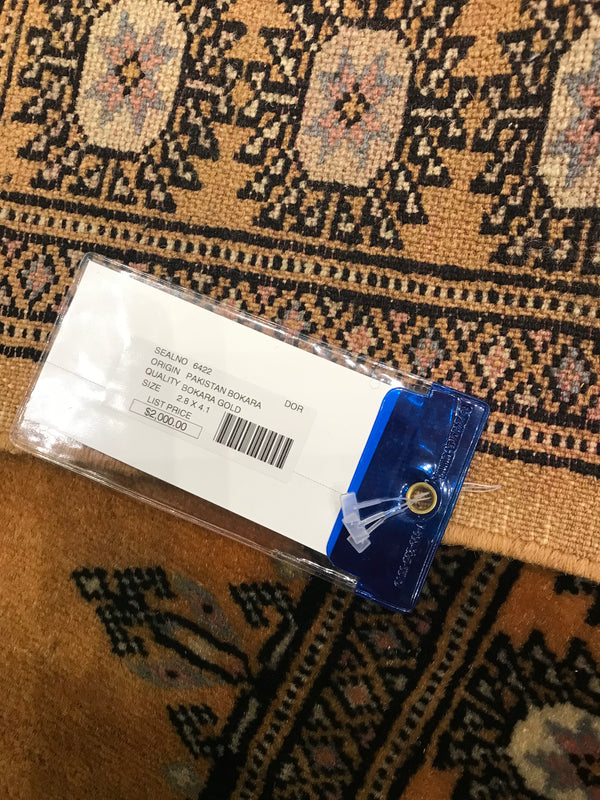 SEALNO 6422
ORIGIN PAKISTAN BOKARA DOR
QUALITY BOKARA GOLD
SIZE 2.8 X 4.1
LIST PRICE
$2,000.00